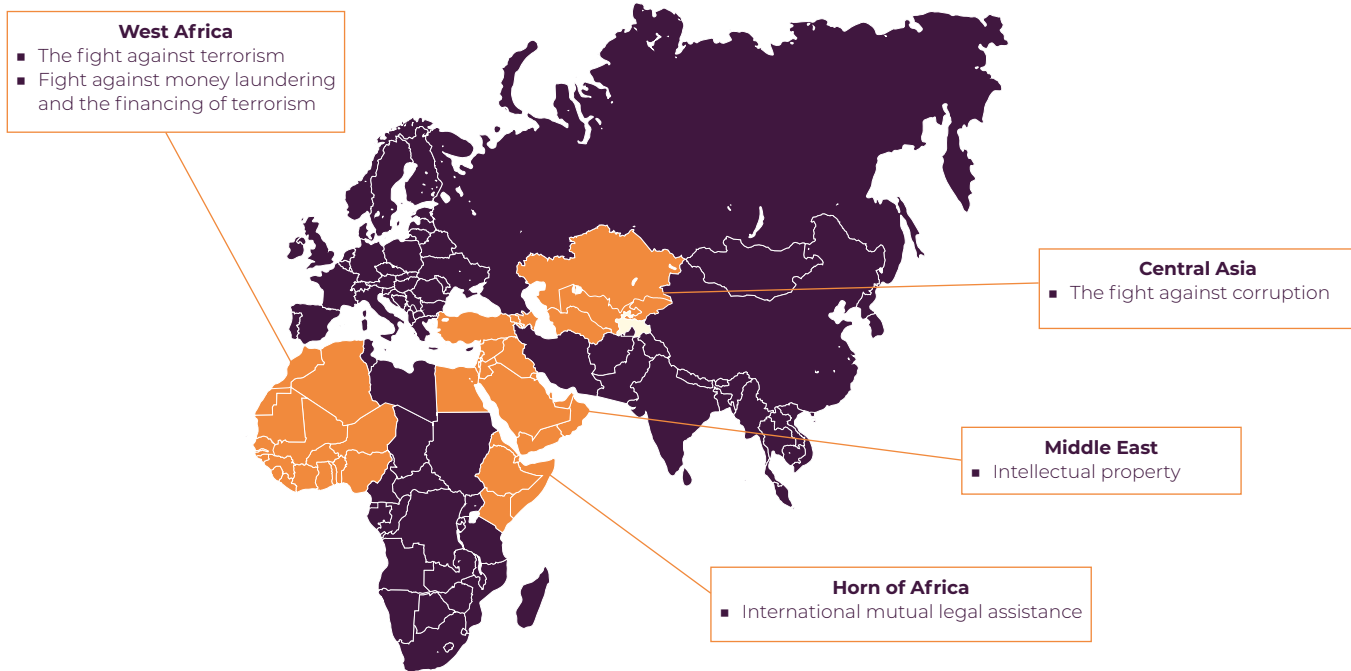 West Africa
▪ The fight against terrorism
▪ Fight against money laundering
and the financing of terrorism
Central Asia
▪ The fight against corruption
Middle East
▪ Intellectual property
Horn of Africa
▪ International mutual legal assistance